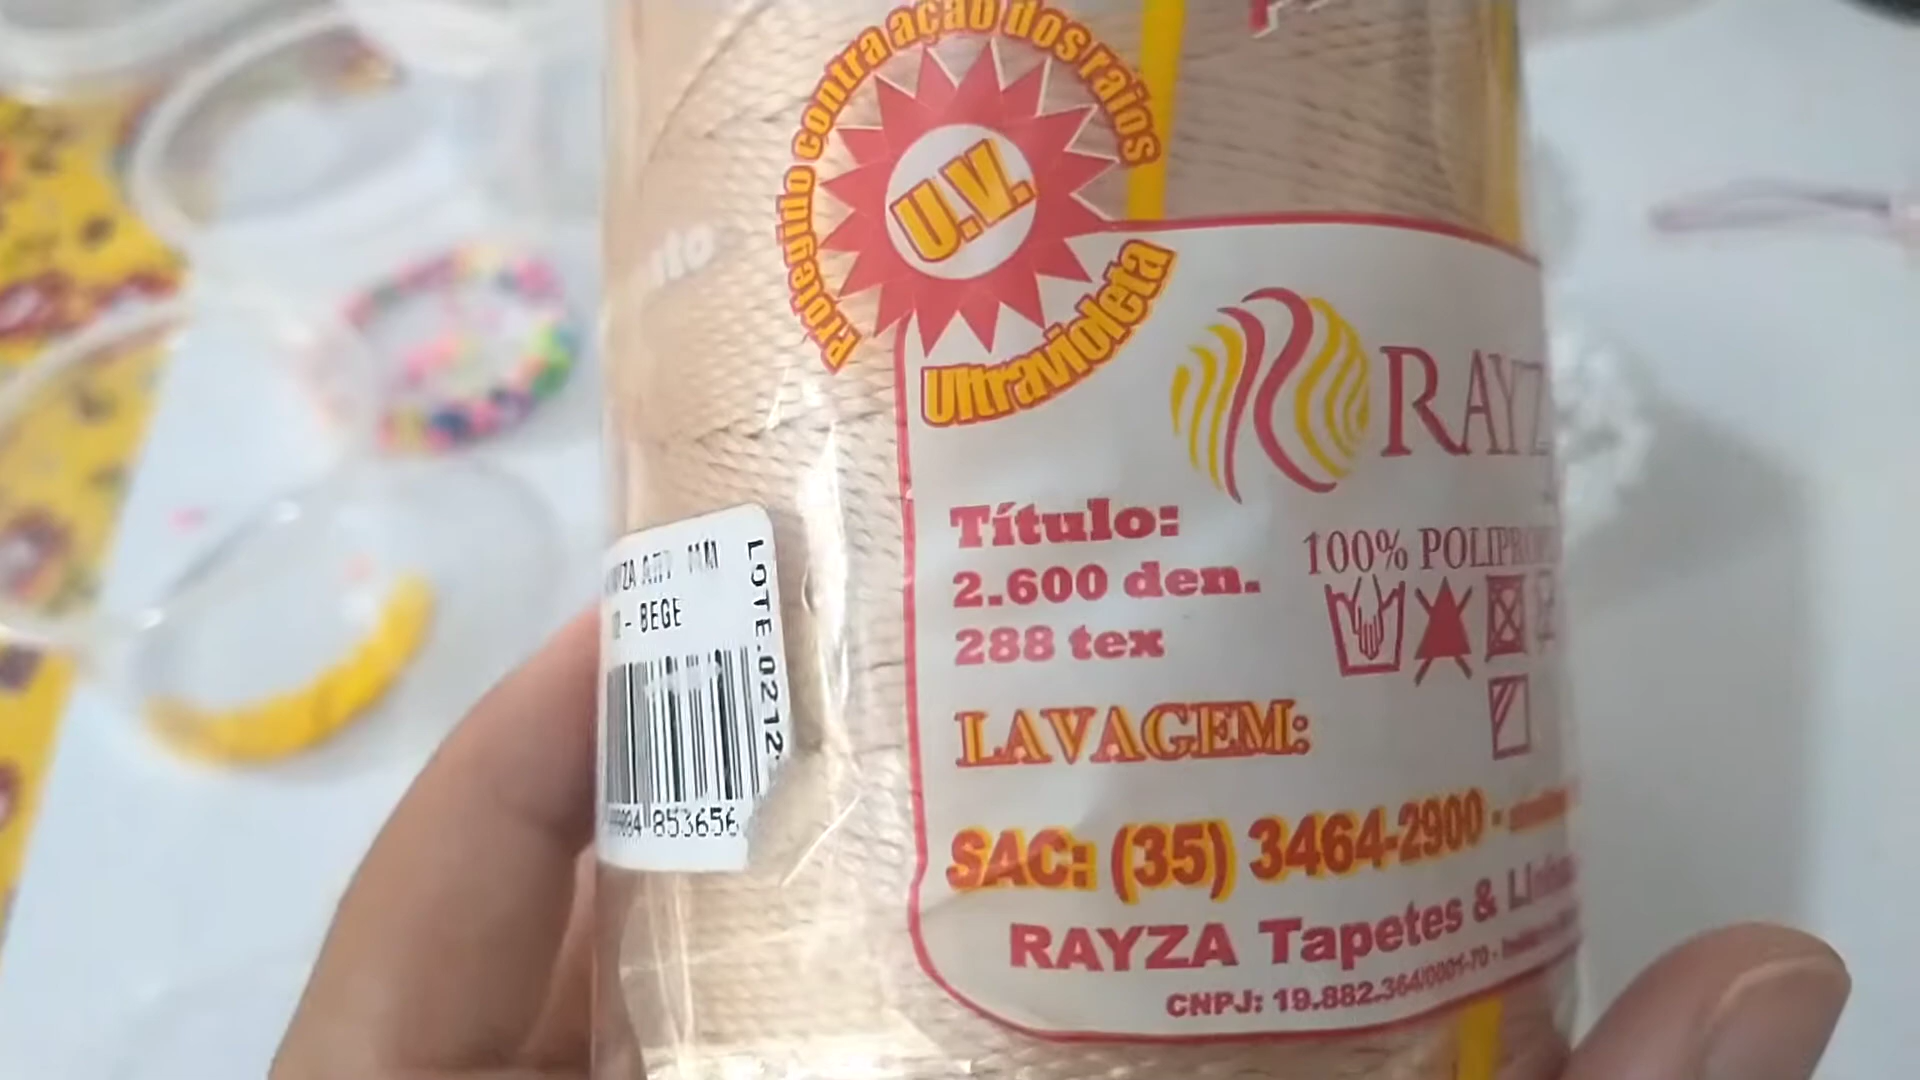 Protegido contra ação dos raios
Ultravioleta
U.V.
RAYZ
Título:
2.600 den.
288 tex
100% POLIPRO
LAVAGEM:
SAC: (35) 3464-2900 -
RAYZA Tapetes &
CNPJ: 19.882.364/0001-70 -
- BEGE
LOTE.0212
853656